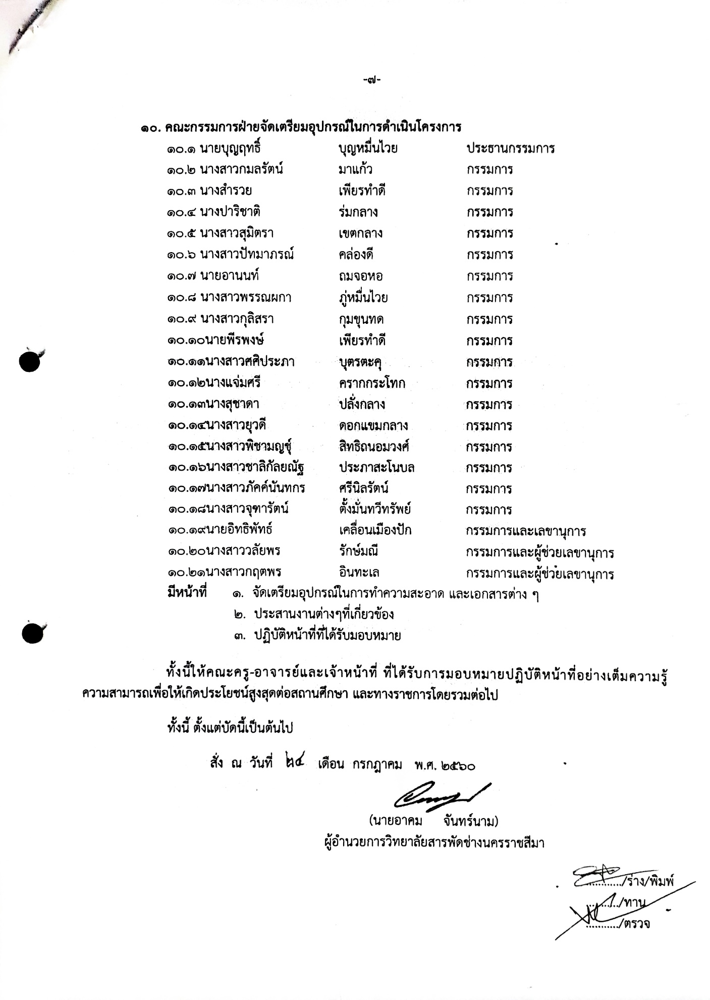 -๗-
๑๐. คณะกรรมการฝ่ายจัดเตรียมอุปกรณ์ในการดำเนินโครงการ
๑๐.๑ นายบุญฤทธิ์ บุญหมื่นไวย ประธานกรรมการ
๑๐.๒ นางสาวกมลรัตน์ มาแก้ว กรรมการ
๑๐.๓ นางสำรวย เพียรทำดี กรรมการ
๑๐.๔ นางปาริชาติ ร่มกลาง กรรมการ
๑๐.๕ นางสาวสุมิตรา เขตกลาง กรรมการ
๑๐.๖ นางสาวปัทมาภรณ์ คล่องดี กรรมการ
๑๐.๗ นายอานนท์ ถมจอหอ กรรมการ
๑๐.๘ นางสาวพรรณผกา ภู่หมื่นไวย กรรมการ
๑๐.๙ นางสาวกุลิสรา กุมขุนทด กรรมการ
๑๐.๑๐นายพีรพงษ์ เพียรทำดี กรรมการ
๑๐.๑๑นางสาวศศิประภา บุตรตะคุ กรรมการ
๑๐.๑๒นางแจ่มศรี ครากกระโทก กรรมการ
๑๐.๑๓นางสุชาดา ปลั่งกลาง กรรมการ
๑๐.๑๔นางสาวยุวดี ดอกแขมกลาง กรรมการ
๑๐.๑๕นางสาวพิชามญชุ์ สิทธิถนอมวงศ์ กรรมการ
๑๐.๑๖นางสาวชาลิกัลยณัฐ ประภาสะโนบล กรรมการ
๑๐.๑๗นางสาวภัคค์นันทกร ศรีนิลรัตน์ กรรมการ
๑๐.๑๘นางสาวจุฑารัตน์ ตั้งมั่นทวีทรัพย์ กรรมการ
๑๐.๑๙นายอิทธิพัทธ์ เคลื่อนเมืองปัก กรรมการและเลขานุการ
๑๐.๒๐นางสาววลัยพร รักษ์มณี กรรมการและผู้ช่วยเลขานุการ
๑๐.๒๑นางสาวกฤตพร อินทะเล กรรมการและผู้ช่วยเลขานุการ
มีหน้าที่ ๑. จัดเตรียมอุปกรณ์ในการทำความสะอาด และเอกสารต่าง ๆ
๒. ประสานงานต่างๆที่เกี่ยวข้อง
๓. ปฏิบัติหน้าที่ที่ได้รับมอบหมาย
ทั้งนี้ให้คณะครู-อาจารย์และเจ้าหน้าที่ ที่ได้รับการมอบหมายปฏิบัติหน้าที่อย่างเต็มความรู้
ความสามารถเพื่อให้เกิดประโยชน์สูงสุดต่อสถานศึกษา และทางราชการโดยรวมต่อไป
ทั้งนี้ ตั้งแต่บัดนี้เป็นต้นไป
สั่ง ณ วันที่ ๒๔ เดือน กรกฎาคม พ.ศ. ๒๕๖๐
(นายอาคม จันทร์นาม)
ผู้อำนวยการวิทยาลัยสารพัดช่างนครราชสีมา
............/ร่าง/พิมพ์
............/ทาน
............/ตรวจ